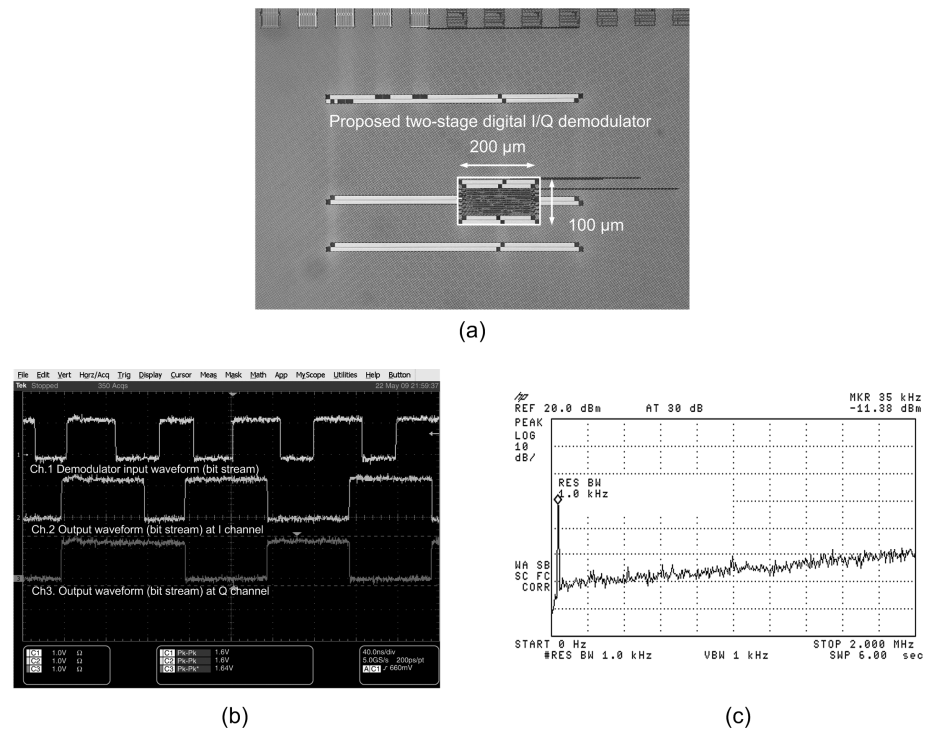 Proposed two-stage digital I/Q demodulator
200 µm
100 µm
(a)
File Edit Vert Horz/Acq Trig Display Cursor Meas Mask Math App MyScope Utilities Help Button
Tek Stopped 350 Acqs 22 May 09 21:59:37
1
Ch.1 Demodulator input waveform (bit stream)
2
Ch.2 Output waveform (bit stream) at I channel
3
Ch3. Output waveform (bit stream) at Q channel
C1 1.0V Ω
C2 1.0V Ω
C3 1.0V Ω
C1 Pk-Pk 1.6V
C2 Pk-Pk 1.6V
C3 Pk-Pk* 1.64V
40.0ns/div
5.0GS/s 200ps/pt
A C1 660mV
(b)
hp
REF 20.0 dBm AT 30 dB
MKR 35 kHz
-11.38 dBm
PEAK
LOG
10
dB/
RES BW
1.0 kHz
WA SB
SC FC
CORR
START 0 Hz STOP 2.000 MHz
#RES BW 1.0 kHz VBW 1 kHz SWP 6.00 sec
(c)